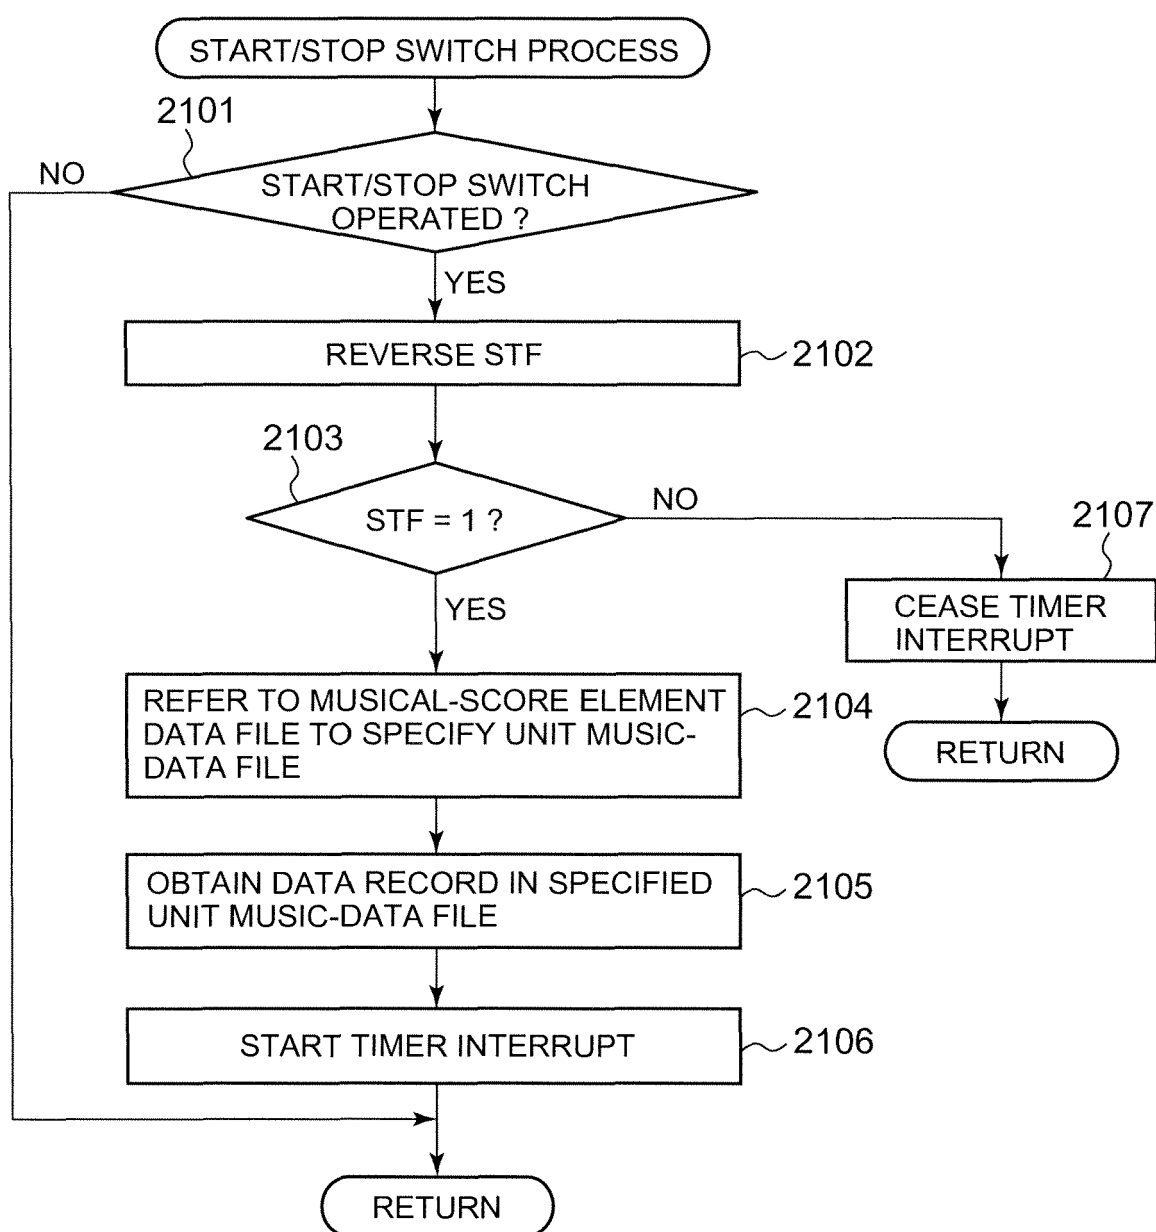 START/STOP SWITCH PROCESS
2101
NO
START/STOP SWITCH
OPERATED ?
YES
REVERSE STF
2102
2103
STF = 1 ?
NO
2107
CEASE TIMER
INTERRUPT
YES
REFER TO MUSICAL-SCORE ELEMENT
DATA FILE TO SPECIFY UNIT MUSIC-
DATA FILE
2104
RETURN
OBTAIN DATA RECORD IN SPECIFIED
UNIT MUSIC-DATA FILE
2105
START TIMER INTERRUPT
2106
RETURN